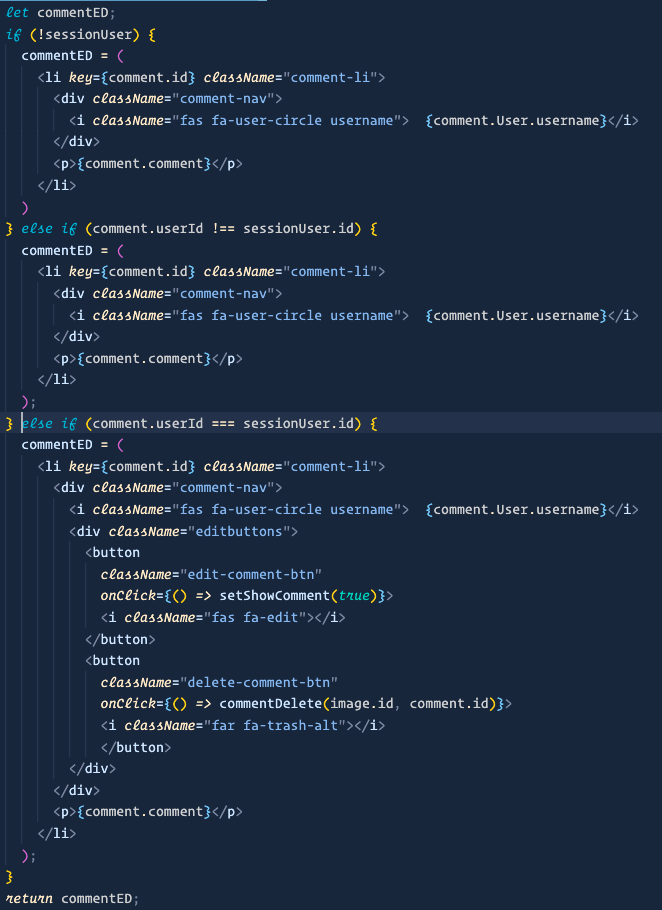 let commentED;
if (!sessionUser) {
  commentED = (
    <li key={comment.id} className="comment-li">
      <div className="comment-nav">
        <i className="fas fa-user-circle username">  {comment.User.username}</i>
      </div>
      <p>{comment.comment}</p>
    </li>
  )
} else if (comment.userId !== sessionUser.id) {
  commentED = (
    <li key={comment.id} className="comment-li">
      <div className="comment-nav">
        <i className="fas fa-user-circle username">  {comment.User.username}</i>
      </div>
      <p>{comment.comment}</p>
    </li>
  );
} else if (comment.userId === sessionUser.id) {
  commentED = (
    <li key={comment.id} className="comment-li">
      <div className="comment-nav">
        <i className="fas fa-user-circle username">  {comment.User.username}</i>
        <div className="editbuttons">
          <button
            className="edit-comment-btn"
            onClick={() => setShowComment(true)}>
            <i className="fas fa-edit"></i>
          </button>
          <button
            className="delete-comment-btn"
            onClick={() => commentDelete(image.id, comment.id)}>
            <i className="far fa-trash-alt"></i>
            </button>
        </div>
      </div>
      <p>{comment.comment}</p>
    </li>
  );
}
return commentED;